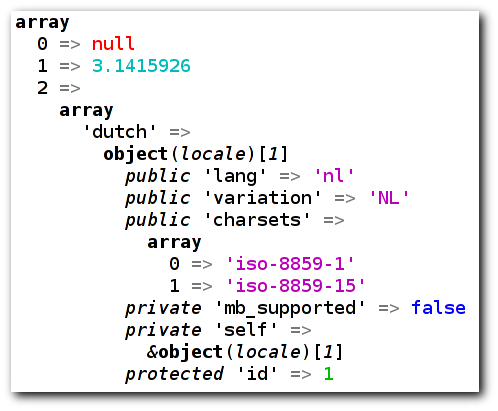 array
  0 => null
  1 => 3.1415926
  2 =>
    array
      'dutch' =>
        object(locale)[1]
          public 'lang' => 'nl'
          public 'variation' => 'NL'
          public 'charsets' =>
            array
              0 => 'iso-8859-1'
              1 => 'iso-8859-15'
          private 'mb_supported' => false
          private 'self' =>
            &object(locale)[1]
          protected 'id' => 1